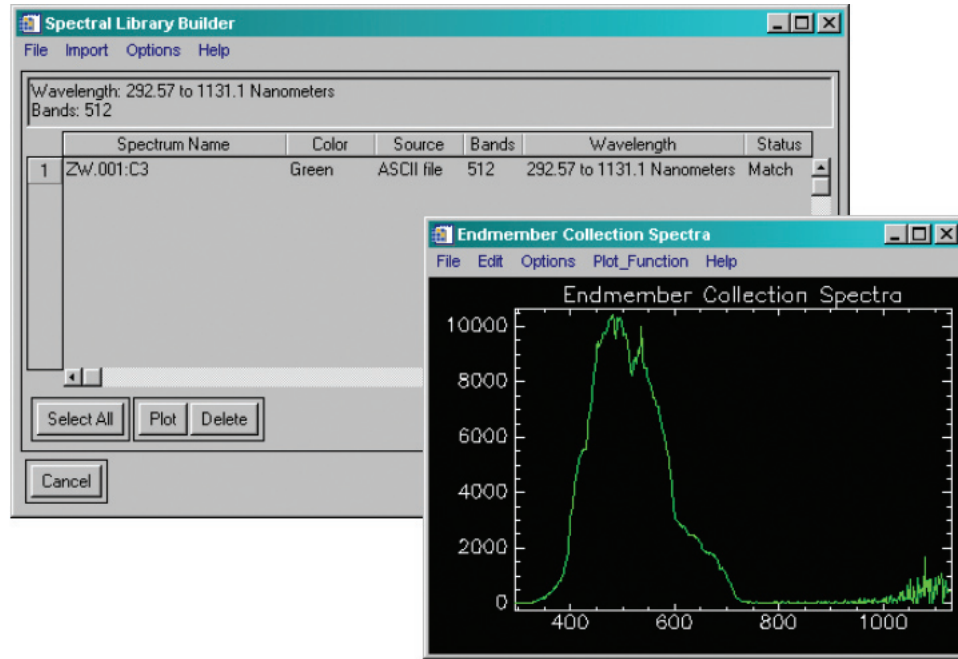 Spectral Library Builder
File Import Options Help
Wavelength: 292.57 to 1131.1 Nanometers
Bands: 512
Spectrum Name Color Source Bands Wavelength Status
1 ZW.001:C3 Green ASCII file 512 292.57 to 1131.1 Nanometers Match
Select All Plot Delete
Cancel
Endmember Collection Spectra
File Edit Options Plot_Function Help
Endmember Collection Spectra
10000
8000
6000
4000
2000
0
400 600 800 1000